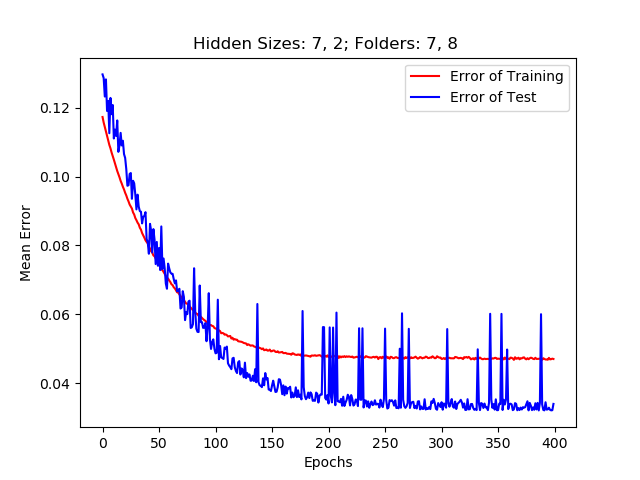 Hidden Sizes: 7, 2; Folders: 7, 8
Error of Training
Error of Test
Mean Error
0.12
0.10
0.08
0.06
0.04
0
50
100
150
200
250
300
350
400
Epochs